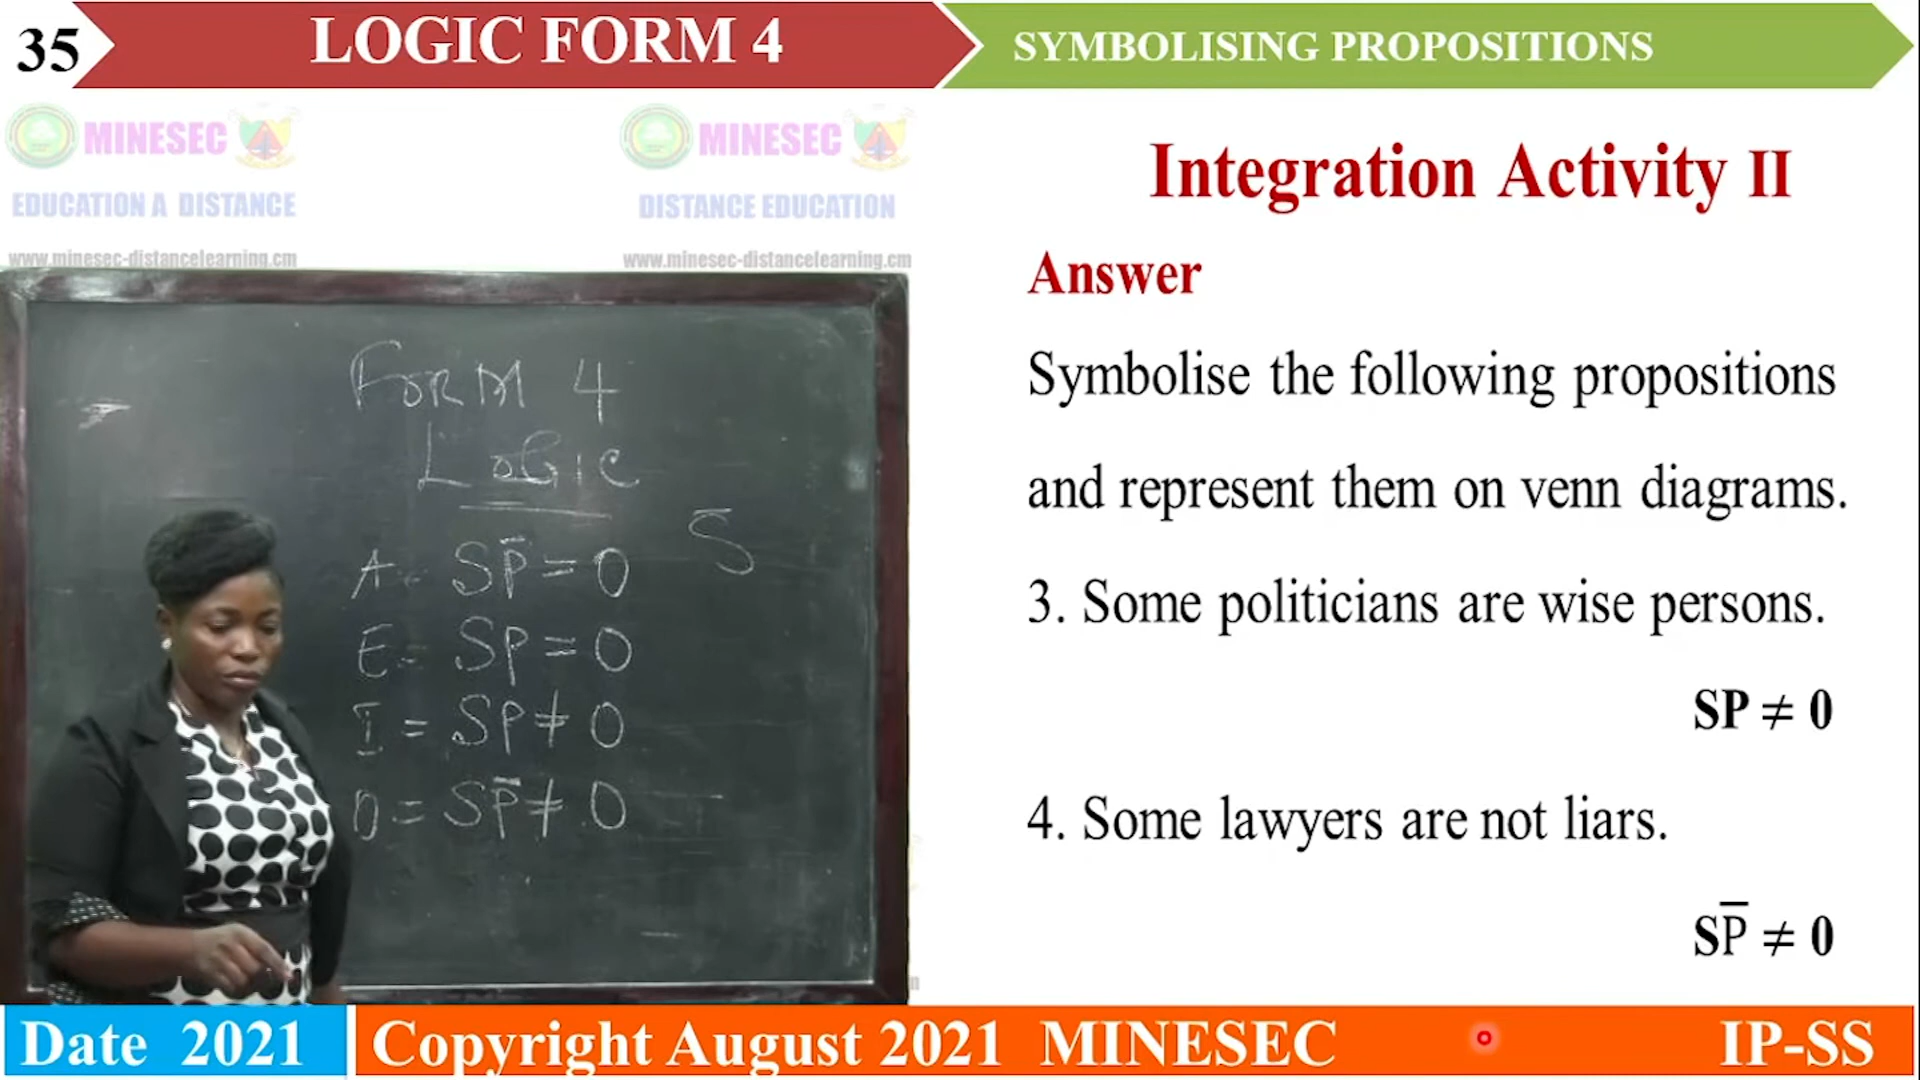 35
LOGIC FORM 4
SYMBOLISING PROPOSITIONS
MINESEC
EDUCATION A DISTANCE
www.minesec-distancelearning.cm
MINESEC
DISTANCE EDUCATION
www.minesec-distancelearning.cm
FORM 4
LOGIC
S̅
A = SP̅ = 0
E = SP = 0
I = SP ≠ 0
O = SP̅ ≠ 0
Integration Activity II
Answer
Symbolise the following propositions
and represent them on venn diagrams.
3. Some politicians are wise persons.
SP ≠ 0
4. Some lawyers are not liars.
SP̅ ≠ 0
Date 2021
Copyright August 2021 MINESEC
IP-SS